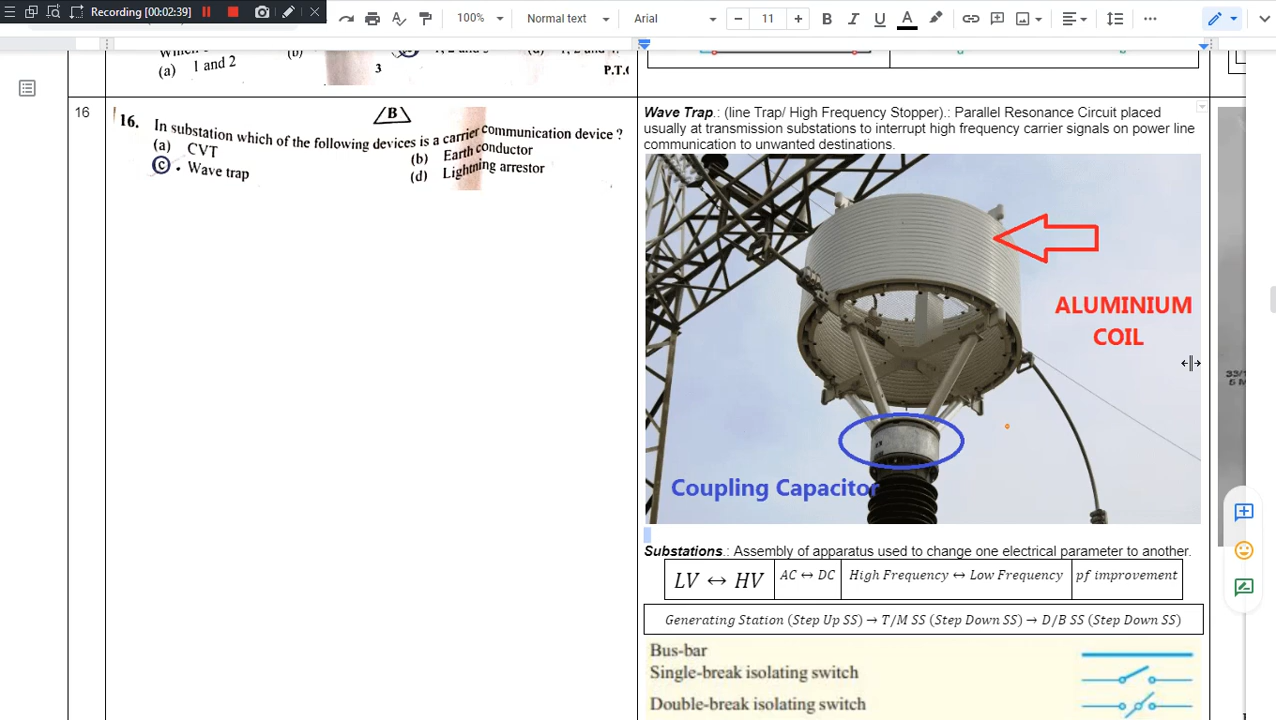 Recording [00:02:39]
100%
Normal text
Arial
11
B
I
U
A
(b)
(a) 1 and 2
3
16
B
16. In substation which of the following devices is a carrier communication device ?
(a) CVT
(b) Earth conductor
(c) Wave trap
(d) Lightning arrestor
Wave Trap.: (line Trap/ High Frequency Stopper).: Parallel Resonance Circuit placed
usually at transmission substations to interrupt high frequency carrier signals on power line
communication to unwanted destinations.
ALUMINIUM
COIL
Coupling Capacitor
Substations.: Assembly of apparatus used to change one electrical parameter to another.
LV ↔ HV
AC ↔ DC
High Frequency ↔ Low Frequency
pf improvement
Generating Station (Step Up SS) → T/M SS (Step Down SS) → D/B SS (Step Down SS)
Bus-bar
Single-break isolating switch
Double-break isolating switch